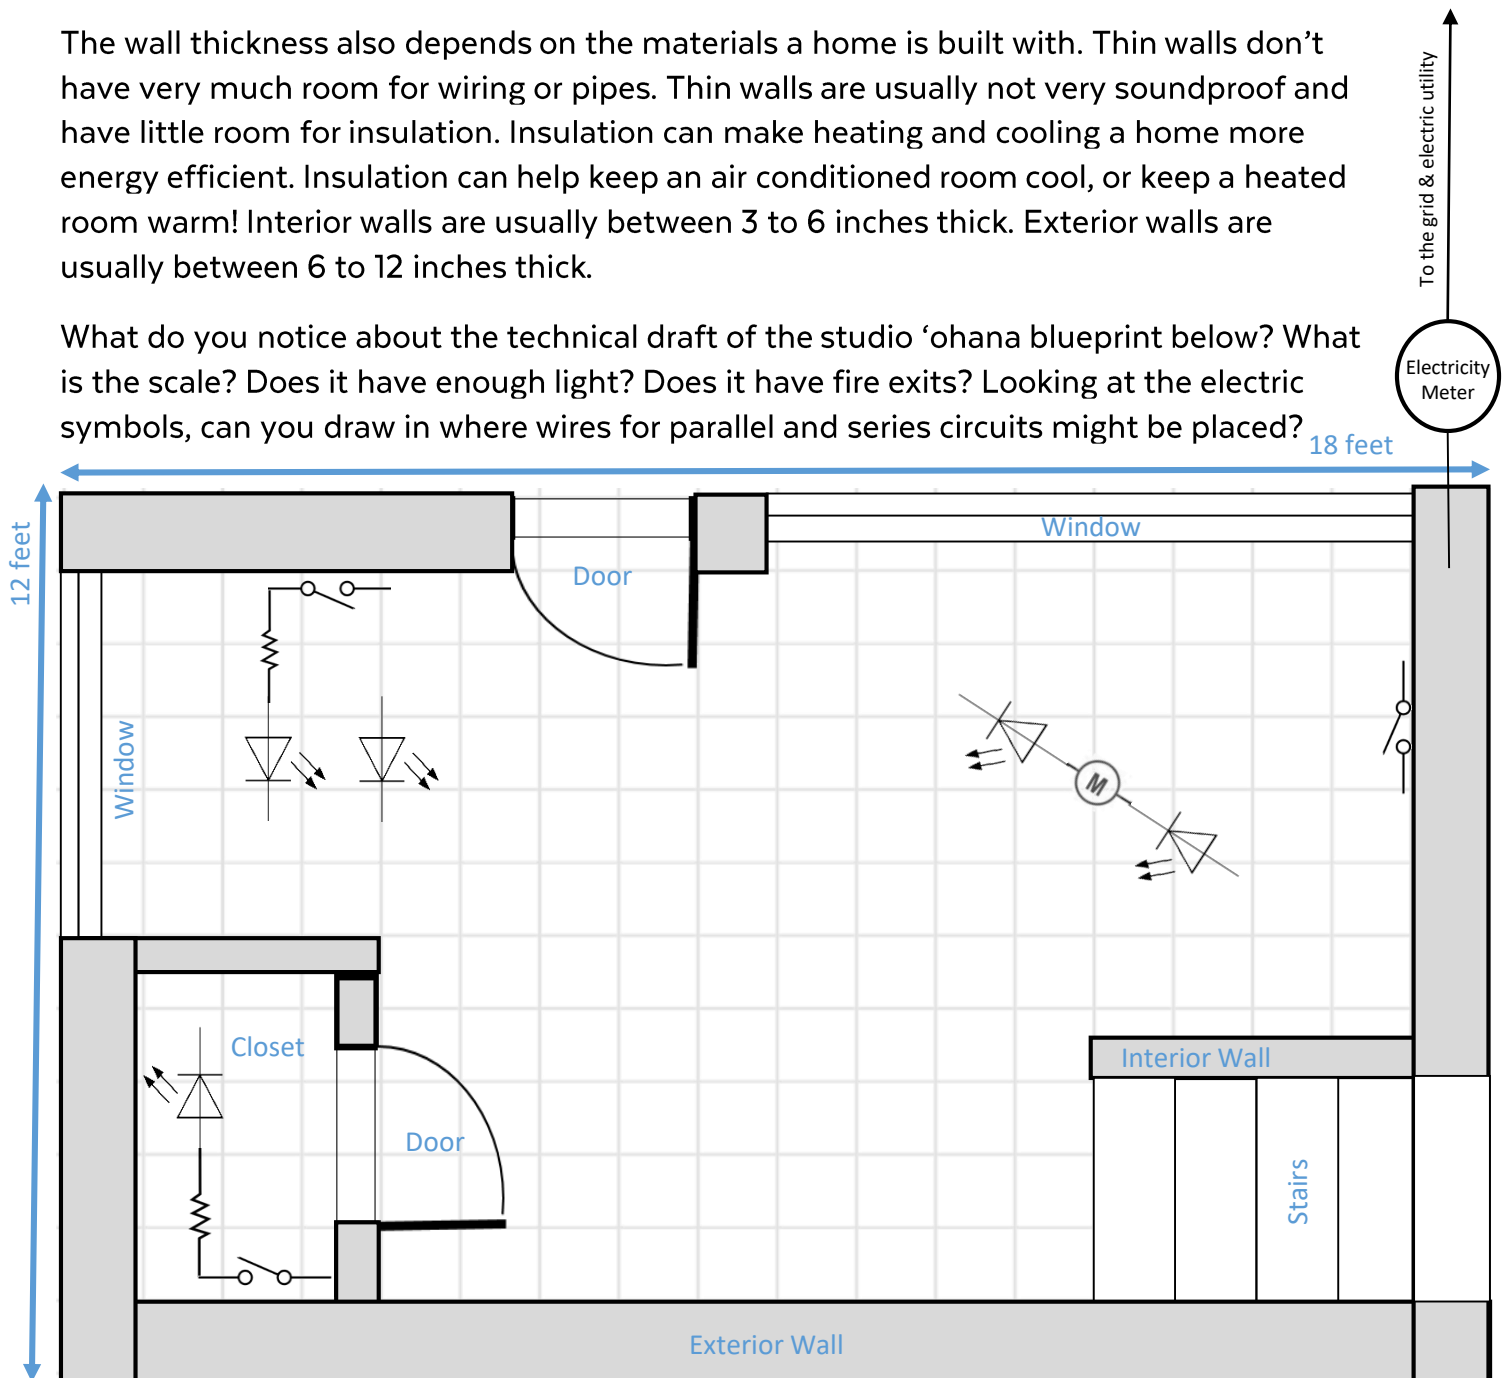 The wall thickness also depends on the materials a home is built with. Thin walls don’t
have very much room for wiring or pipes. Thin walls are usually not very soundproof and
have little room for insulation. Insulation can make heating and cooling a home more
energy efficient. Insulation can help keep an air conditioned room cool, or keep a heated
room warm! Interior walls are usually between 3 to 6 inches thick. Exterior walls are
usually between 6 to 12 inches thick.
What do you notice about the technical draft of the studio ‘ohana blueprint below? What
is the scale? Does it have enough light? Does it have fire exits? Looking at the electric
symbols, can you draw in where wires for parallel and series circuits might be placed?
To the grid & electric utility
Electricity
Meter
18 feet
12 feet
Window
Door
Window
M
Closet
Door
Interior Wall
Stairs
Exterior Wall